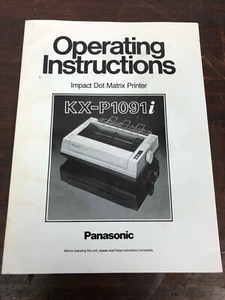 Operating
Instructions
Impact Dot Matrix Printer
KX-P1091i
Panasonic
Before operating this unit, please read these instructions completely.